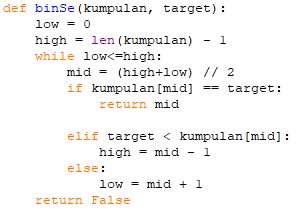 def binSe(kumpulan, target):
    low = 0
    high = len(kumpulan) - 1
    while low<=high:
        mid = (high+low) // 2
        if kumpulan[mid] == target:
            return mid

        elif target < kumpulan[mid]:
            high = mid - 1
        else:
            low = mid + 1
    return False